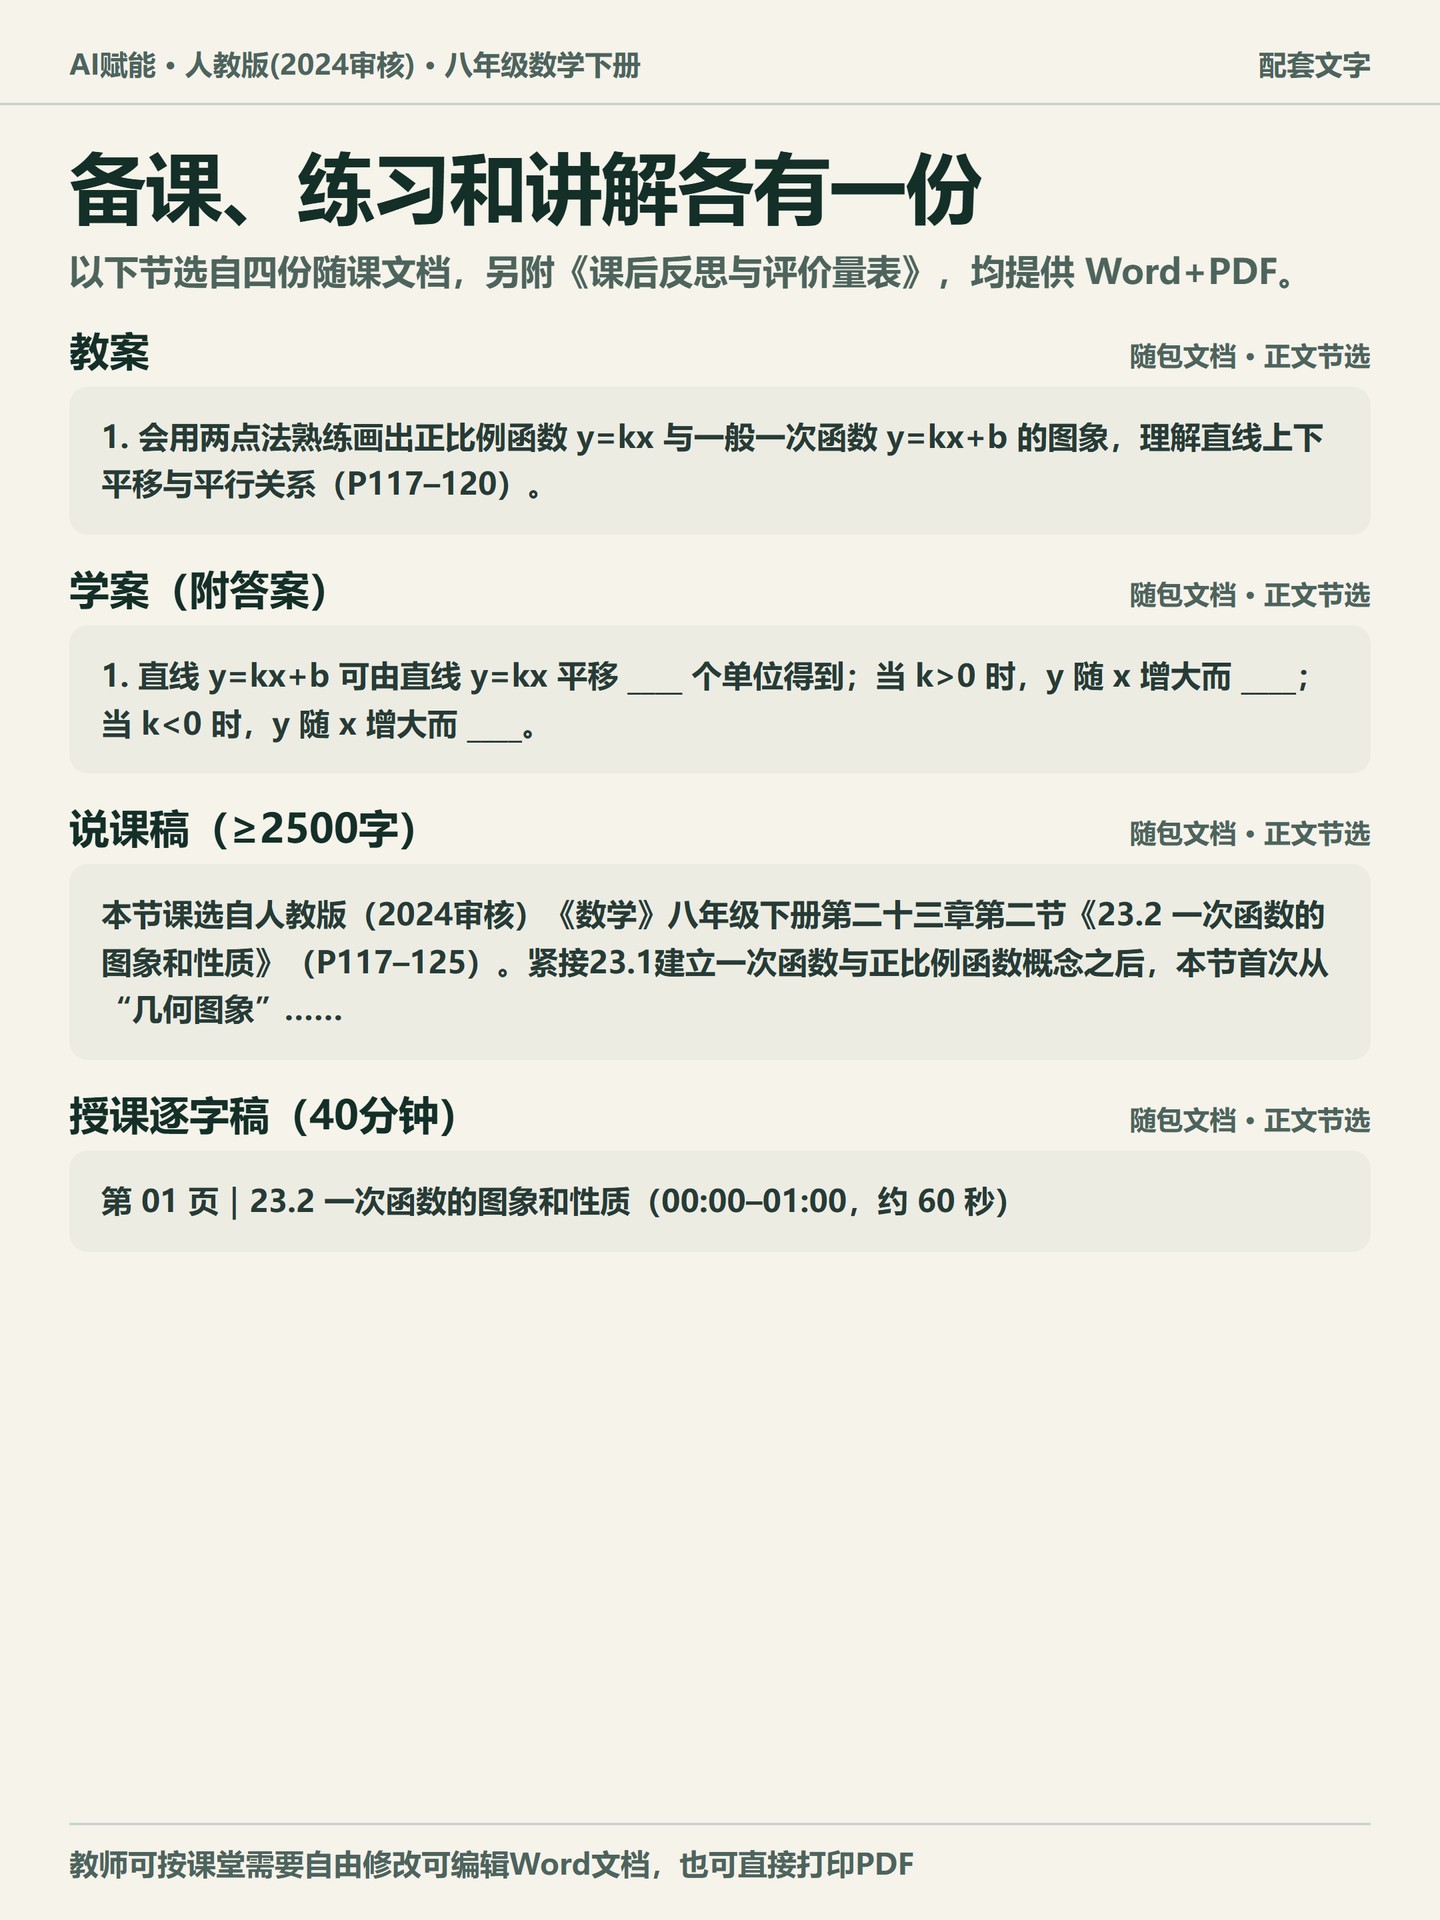 AI赋能 • 人教版(2024审核) • 八年级数学下册
配套文字
备课、练习和讲解各有一份
以下节选自四份随课文档，另附《课后反思与评价量表》，均提供 Word+PDF。
教案
随包文档 • 正文节选
1. 会用两点法熟练画出正比例函数 y=kx 与一般一次函数 y=kx+b 的图象，理解直线上下
平移与平行关系（P117–120）。
学案（附答案）
随包文档 • 正文节选
1. 直线 y=kx+b 可由直线 y=kx 平移 ____ 个单位得到；当 k>0 时，y 随 x 增大而 ____；
当 k<0 时，y 随 x 增大而 ____。
说课稿（≥2500字）
随包文档 • 正文节选
本节课选自人教版（2024审核）《数学》八年级下册第二十三章第二节《23.2 一次函数的
图象和性质》（P117–125）。紧接23.1建立一次函数与正比例函数概念之后，本节首次从
“几何图象”……
授课逐字稿（40分钟）
随包文档 • 正文节选
第 01 页｜23.2 一次函数的图象和性质（00:00–01:00，约 60 秒）
教师可按课堂需要自由修改可编辑Word文档，也可直接打印PDF